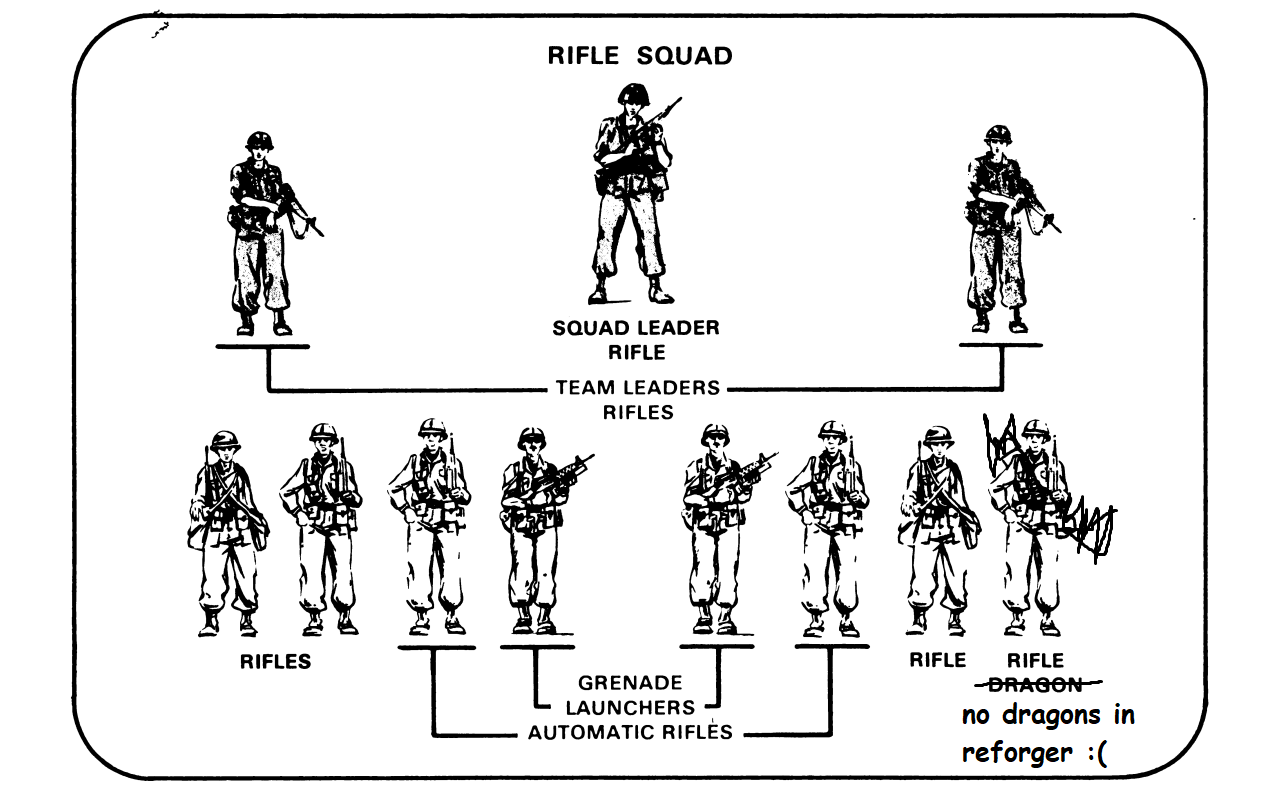 RIFLE SQUAD
SQUAD LEADER
RIFLE
TEAM LEADERS
RIFLES
RIFLES
RIFLE
RIFLE
DRAGON
GRENADE
LAUNCHERS
AUTOMATIC RIFLES
no dragons in
reforger :(